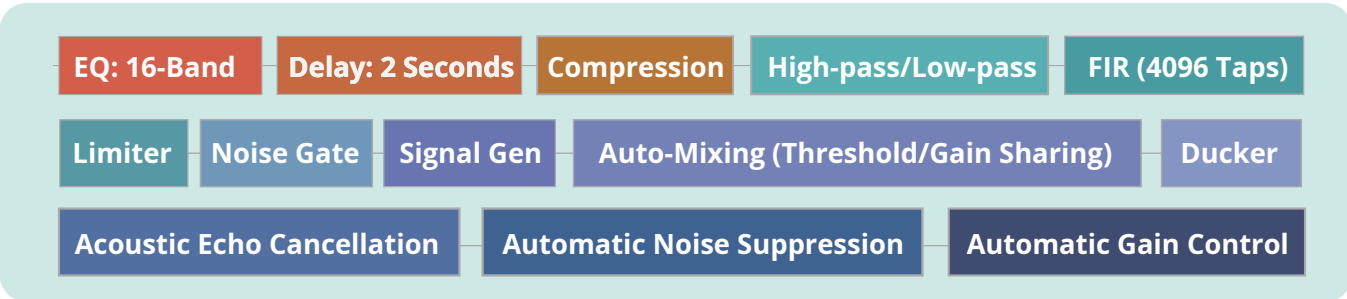 EQ: 16-Band Delay: 2 Seconds Compression High-pass/Low-pass FIR (4096 Taps)
Limiter Noise Gate Signal Gen Auto-Mixing (Threshold/Gain Sharing) Ducker
Acoustic Echo Cancellation Automatic Noise Suppression Automatic Gain Control